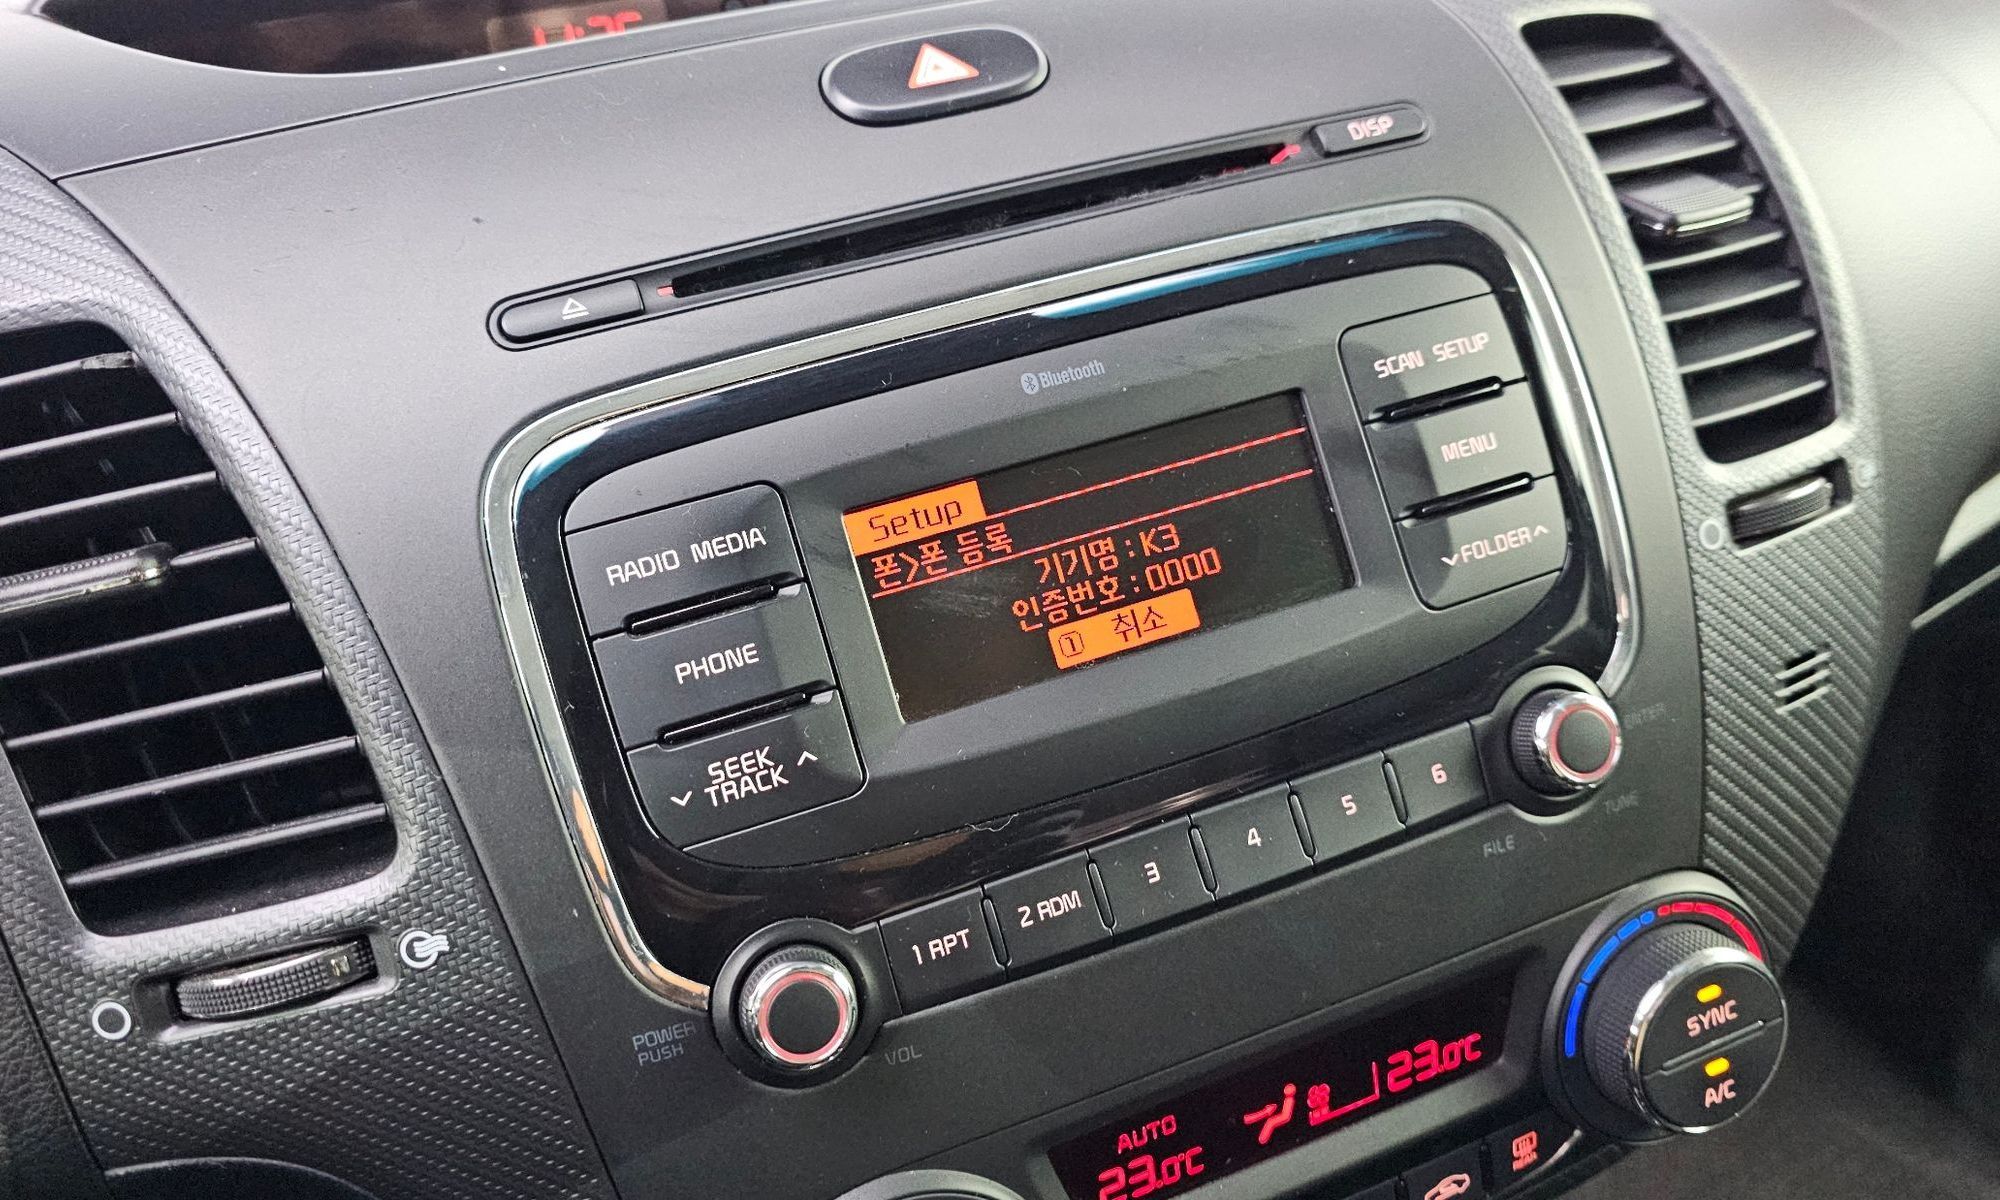 DISP
Bluetooth
SCAN SETUP
MENU
FOLDER
RADIO MEDIA
PHONE
SEEK
TRACK
Setup
폰>폰 등록
기기명 : K3
인증번호 : 0000
1 취소
1 RPT
2 RDM
3
4
5
6
ENTER
TUNE
FILE
POWER
PUSH
VOL
AUTO
23.0°C
23.0°C
SYNC
A/C
REAR